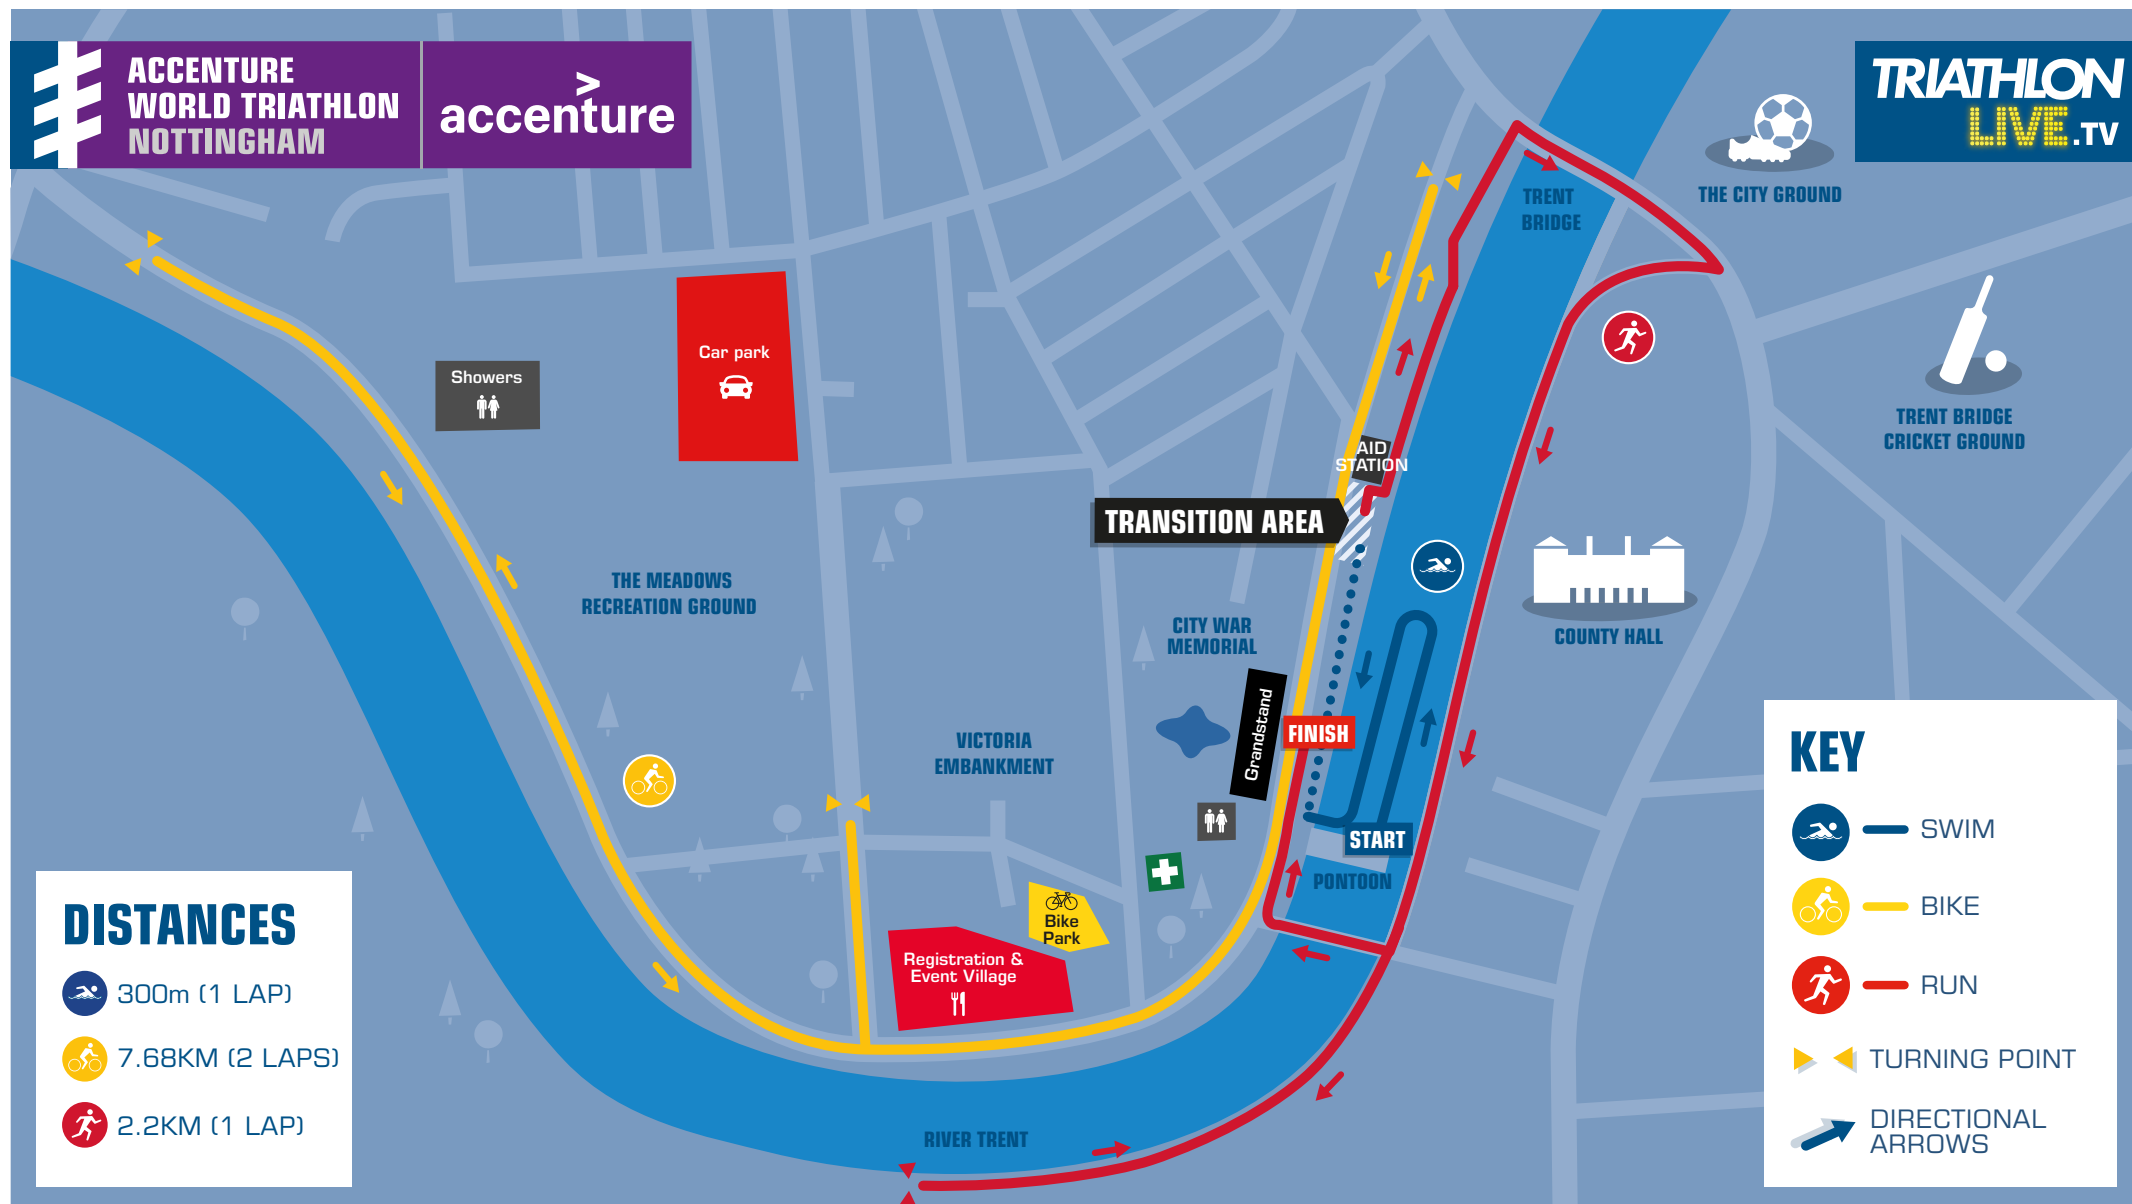 ACCENTURE
WORLD TRIATHLON
NOTTINGHAM
accenture
TRIATHLON
LIVE.TV
THE CITY GROUND
TRENT
BRIDGE
Car park
Showers
TRENT BRIDGE
CRICKET GROUND
AID
STATION
TRANSITION AREA
THE MEADOWS
RECREATION GROUND
CITY WAR
MEMORIAL
COUNTY HALL
Grandstand
FINISH
VICTORIA
EMBANKMENT
START
PONTOON
Bike
Park
Registration &
Event Village
RIVER TRENT
DISTANCES
300m (1 LAP)
7.68KM (2 LAPS)
2.2KM (1 LAP)
KEY
SWIM
BIKE
RUN
TURNING POINT
DIRECTIONAL
ARROWS